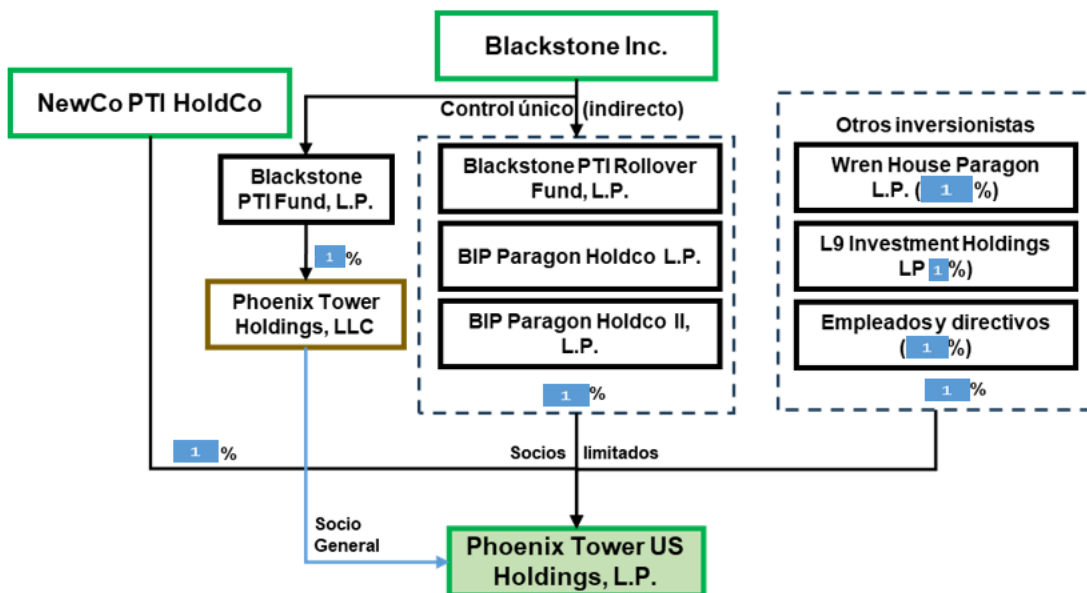 Blackstone Inc.
NewCo PTI HoldCo
Control único (indirecto)
Otros inversionistas
Blackstone
PTI Fund, L.P.
Blackstone PTI Rollover
Fund, L.P.
Wren House Paragon
L.P. ( 1 %)
1 %
BIP Paragon Holdco L.P.
L9 Investment Holdings
LP 1 %)
Phoenix Tower
Holdings, LLC
BIP Paragon Holdco II,
L.P.
Empleados y directivos
( 1 %)
1 %
1 %
1 %
Socios limitados
Socio
General
Phoenix Tower US
Holdings, L.P.